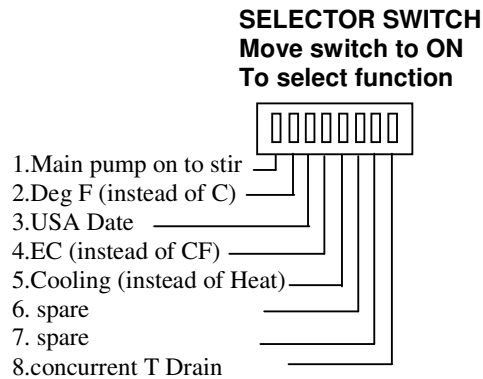 SELECTOR SWITCH
Move switch to ON
To select function
1.Main pump on to stir
2.Deg F (instead of C)
3.USA Date
4.EC (instead of CF)
5.Cooling (instead of Heat)
6. spare
7. spare
8.concurrent T Drain